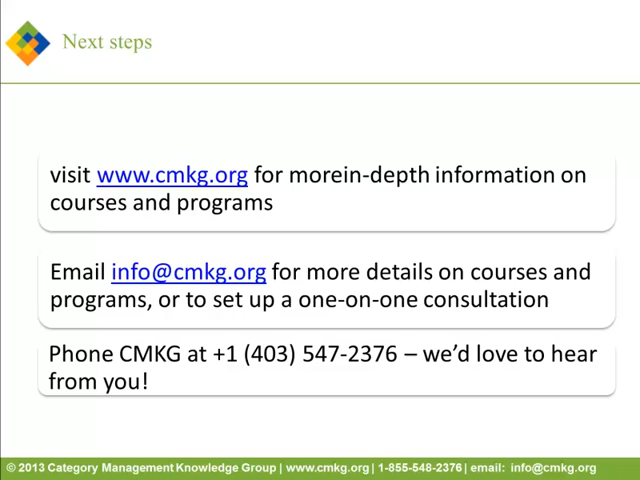 Next steps
visit www.cmkg.org for morein-depth information on
courses and programs
Email info@cmkg.org for more details on courses and
programs, or to set up a one-on-one consultation
Phone CMKG at +1 (403) 547-2376 – we'd love to hear
from you!
© 2013 Category Management Knowledge Group | www.cmkg.org | 1-855-548-2376 | email: info@cmkg.org